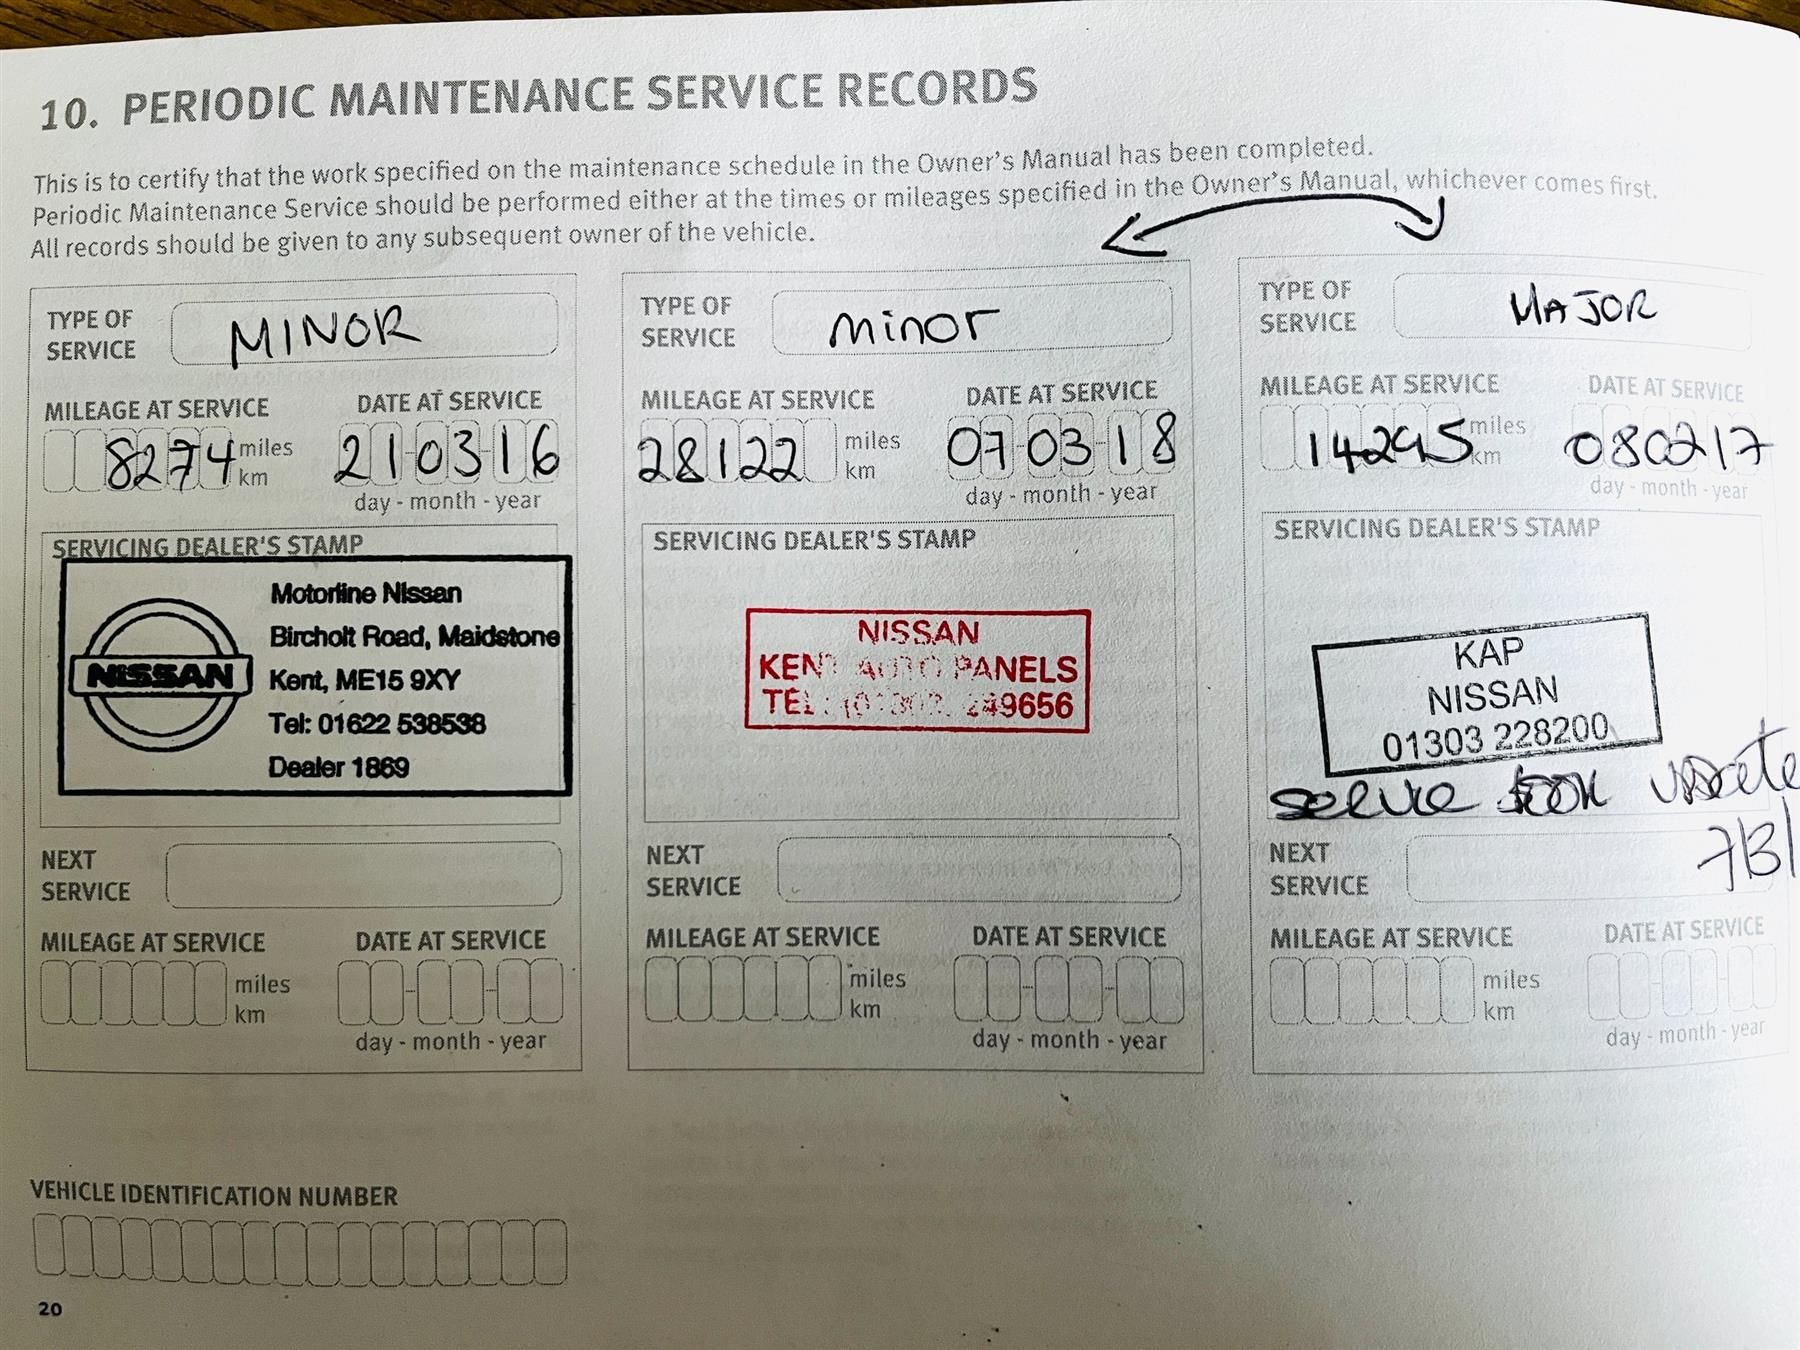 10. PERIODIC MAINTENANCE SERVICE RECORDS
This is to certify that the work specified on the maintenance schedule in the Owner's Manual has been completed.
Periodic Maintenance Service should be performed either at the times or mileages specified in the Owner's Manual, whichever comes first.
All records should be given to any subsequent owner of the vehicle.
TYPE OF
SERVICE
MINOR
MILEAGE AT SERVICE
DATE AT SERVICE
8274 miles
km
21-03-16
day - month - year
SERVICING DEALER'S STAMP
NISSAN
Motorline Nissan
Bircholt Road, Maidstone
Kent, ME15 9XY
Tel: 01622 538538
Dealer 1869
NEXT
SERVICE
MILEAGE AT SERVICE
DATE AT SERVICE
miles
km
day - month - year
TYPE OF
SERVICE
minor
MILEAGE AT SERVICE
DATE AT SERVICE
28122 miles
km
07-03-18
day - month - year
SERVICING DEALER'S STAMP
NISSAN
KENT AUTO PANELS
TEL: 249656
NEXT
SERVICE
MILEAGE AT SERVICE
DATE AT SERVICE
miles
km
day - month - year
TYPE OF
SERVICE
MAJOR
MILEAGE AT SERVICE
DATE AT SERVICE
14295 miles
km
080217
day - month - year
SERVICING DEALER'S STAMP
KAP
NISSAN
01303 228200
service book update
7/3/
NEXT
SERVICE
MILEAGE AT SERVICE
DATE AT SERVICE
miles
km
day - month - year
VEHICLE IDENTIFICATION NUMBER
20